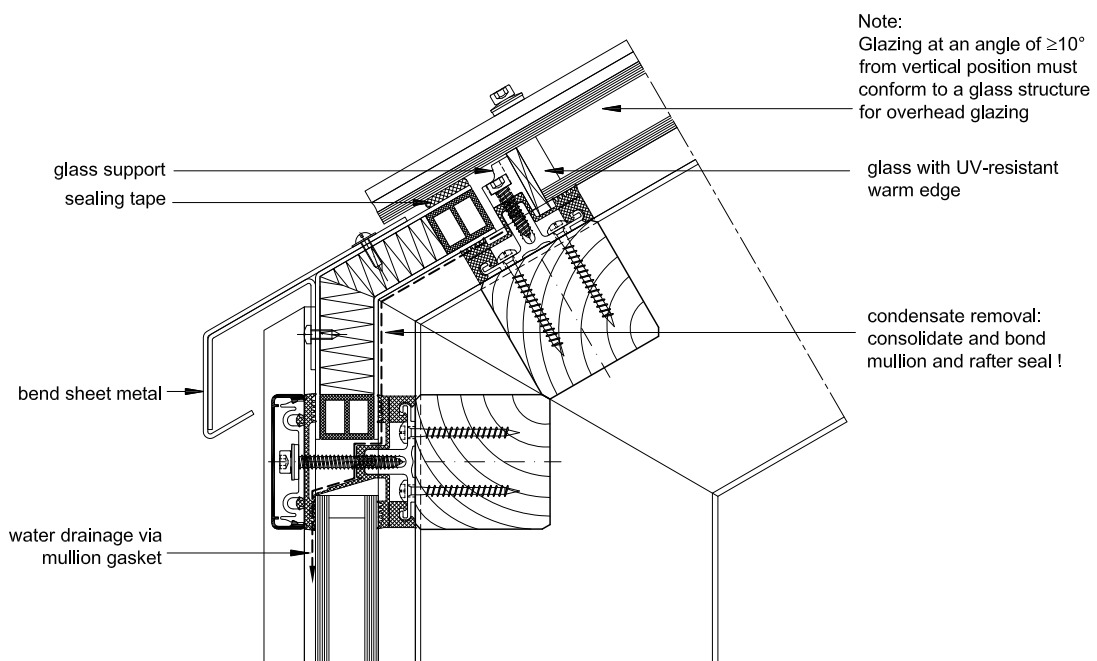 Note:
Glazing at an angle of ≥10°
from vertical position must
conform to a glass structure
for overhead glazing
glass support
sealing tape
glass with UV-resistant
warm edge
condensate removal:
consolidate and bond
mullion and rafter seal !
bend sheet metal
water drainage via
mullion gasket